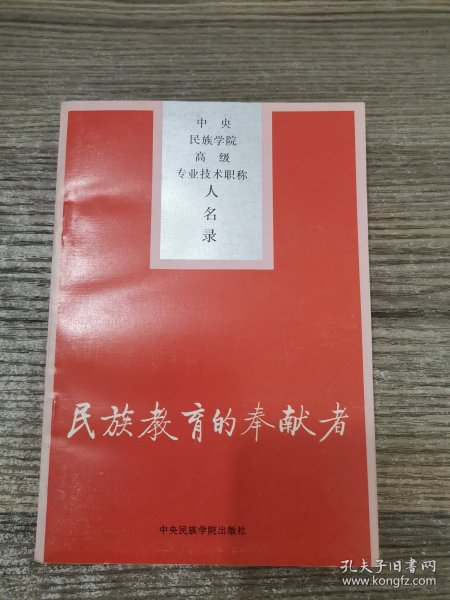 中央
民族学院
高级
专业技术职称
人
名
录
民族教育的奉献者
中央民族学院出版社
孔夫子旧书网
www.kongfz.com